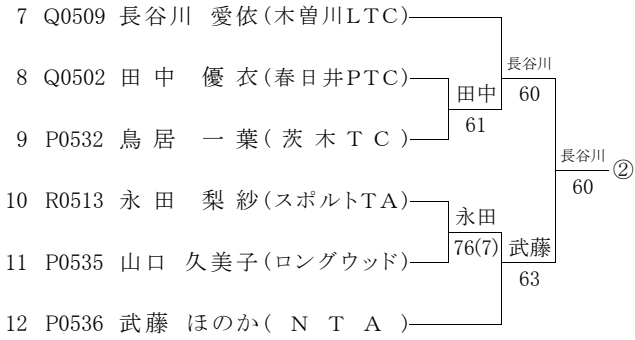 7 Q0509 長谷川 愛依(木曽川LTC)
長谷川
8 Q0502 田中 優衣(春日井PTC)
田中 60
61
9 P0532 鳥居 一葉(茨木TC)
長谷川
60 ②
10 R0513 永田 梨紗(スポルトTA)
永田
76(7) 武藤
11 P0535 山口 久美子(ロングウッド)
63
12 P0536 武藤 ほのか(NTA)